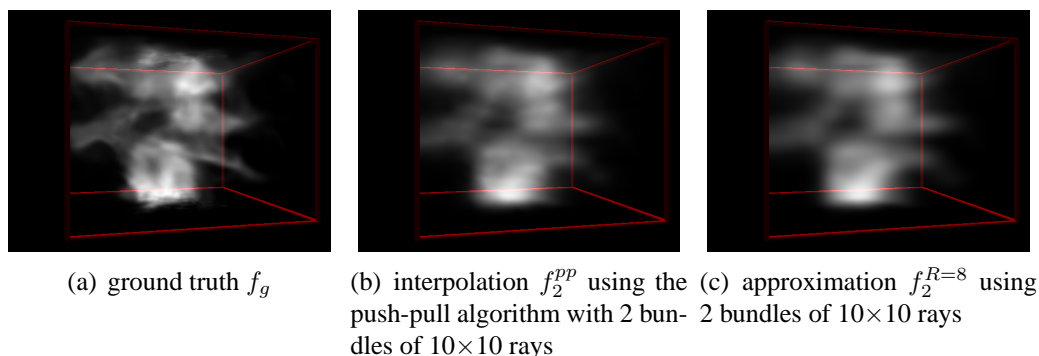 (a) ground truth f_g
(b) interpolation f_2^{pp} using the
push-pull algorithm with 2 bun-
dles of 10×10 rays
(c) approximation f_2^{R=8} using
2 bundles of 10×10 rays